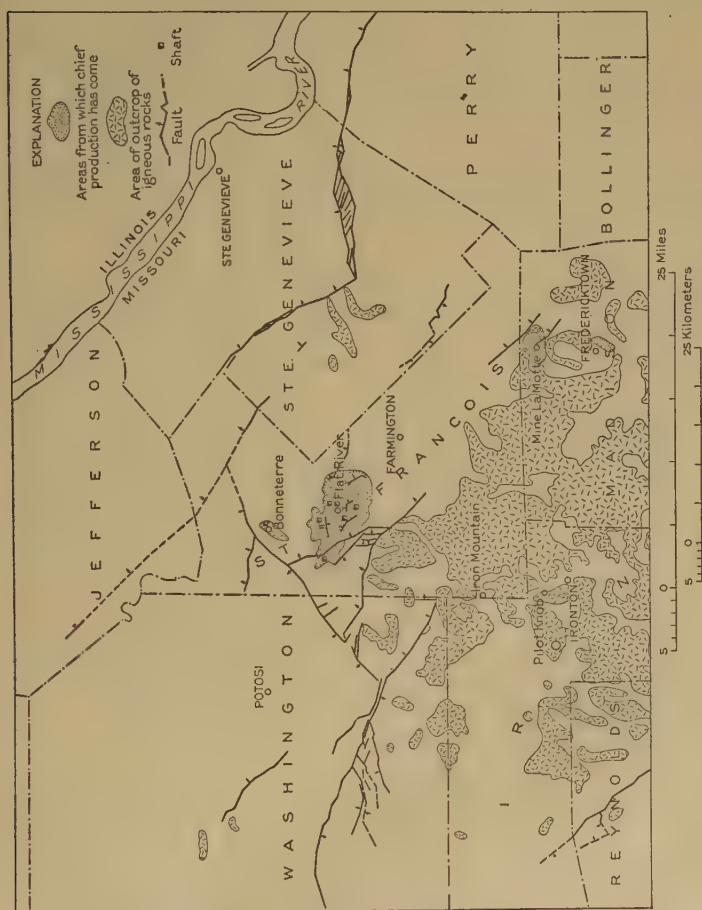 EXPLANATION
Areas from which chief
production has come
Area of outcrop of
igneous rocks
Fault Shaft
MISSISSIPPI RIVER
ILLINOIS
MISSOURI
STE GENEVIEVE
JEFFERSON
STE. GENEVIEVE
PERRY
WASHINGTON
POTOSI
Bonneterre
Flat River
FARMINGTON
ST FRANCOIS
BOLLINGER
Iron Mountain
Mine La Motte
FREDERICKTOWN
Pilot Knob
IRONTON
IRON
MADISON
REYNOLDS
5 0 25 Miles
5 0 25 Kilometers